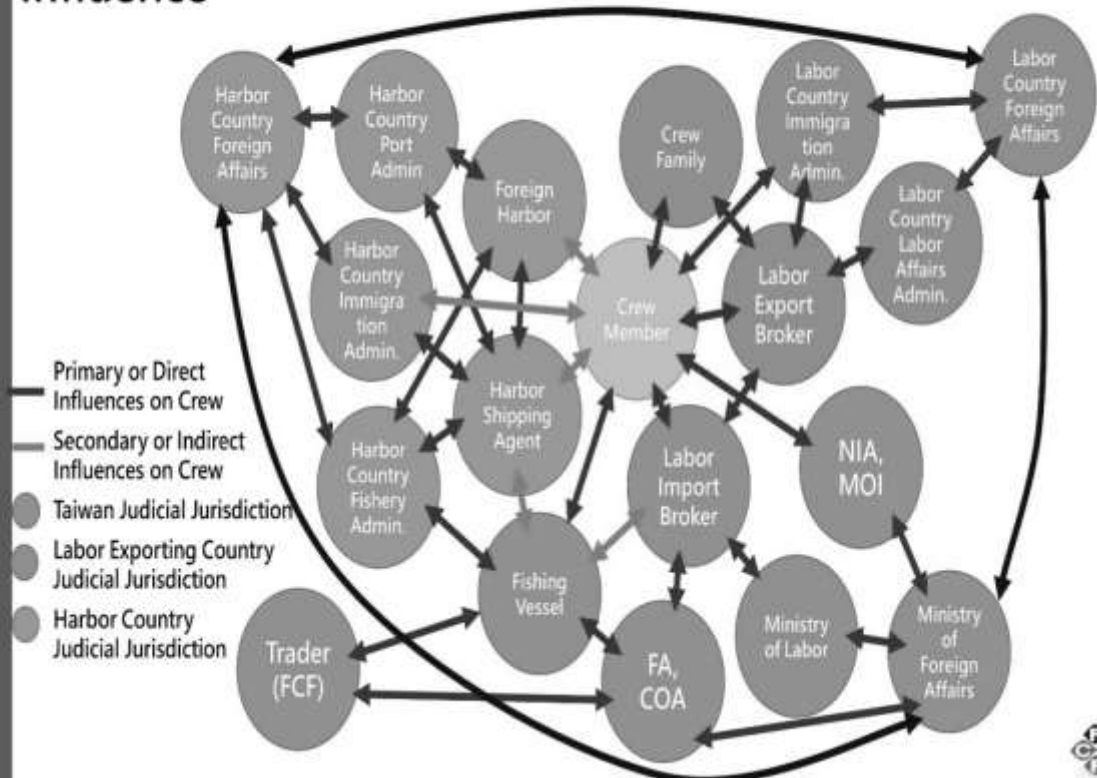 Influence
Harbor
Country
Foreign
Affairs
Harbor
Country
Port
Admin
Foreign
Harbor
Crew
Family
Labor
Country
Immigra
tion
Admin.
Labor
Country
Foreign
Affairs
Labor
Country
Labor
Affairs
Admin.
Harbor
Country
Immigra
tion
Admin.
Crew
Member
Labor
Export
Broker
Primary or Direct
Influences on Crew
Secondary or Indirect
Influences on Crew
Taiwan Judicial Jurisdiction
Labor Exporting Country
Judicial Jurisdiction
Harbor Country
Judicial Jurisdiction
Harbor
Shipping
Agent
Harbor
Country
Fishery
Admin.
Labor
Import
Broker
NIA,
MOI
Fishing
Vessel
Trader
(FCF)
FA,
COA
Ministry
of Labor
Ministry
of
Foreign
Affairs